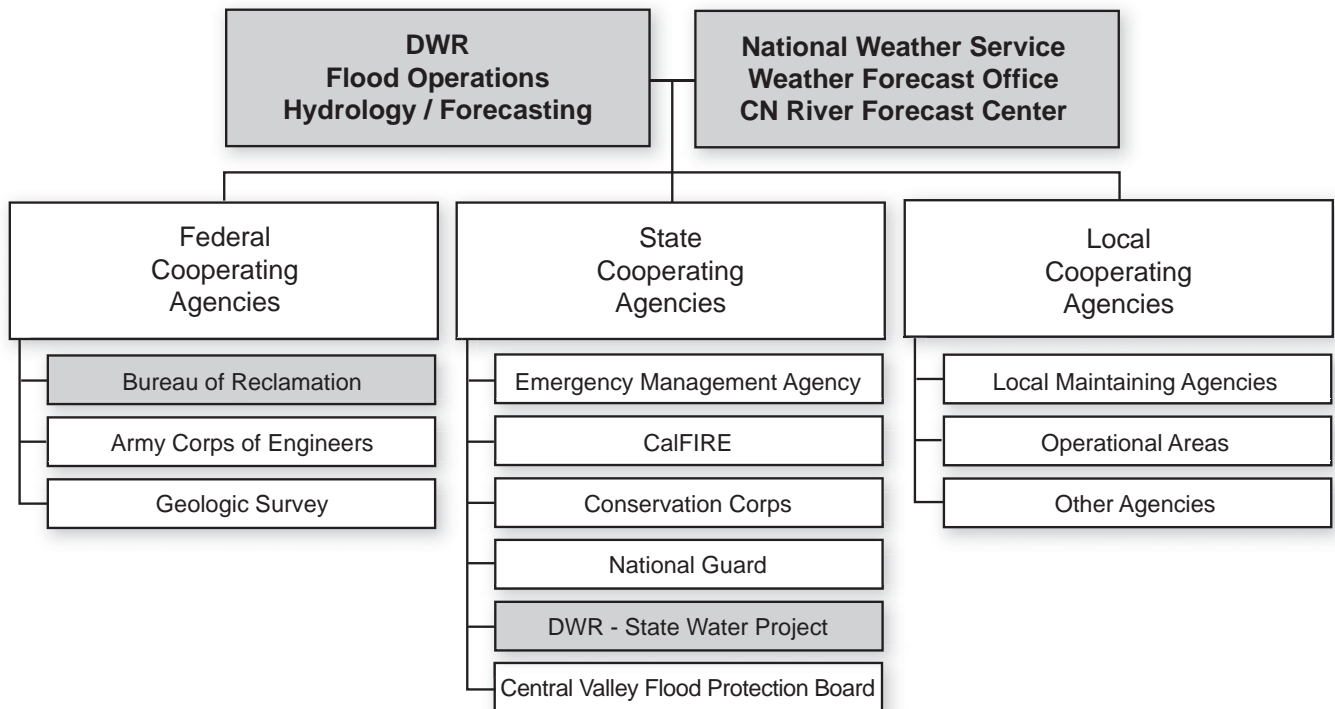 DWR
Flood Operations
Hydrology / Forecasting
National Weather Service
Weather Forecast Office
CN River Forecast Center
Federal
Cooperating
Agencies
Bureau of Reclamation
Army Corps of Engineers
Geologic Survey
State
Cooperating
Agencies
Emergency Management Agency
CalFIRE
Conservation Corps
National Guard
DWR - State Water Project
Central Valley Flood Protection Board
Local
Cooperating
Agencies
Local Maintaining Agencies
Operational Areas
Other Agencies